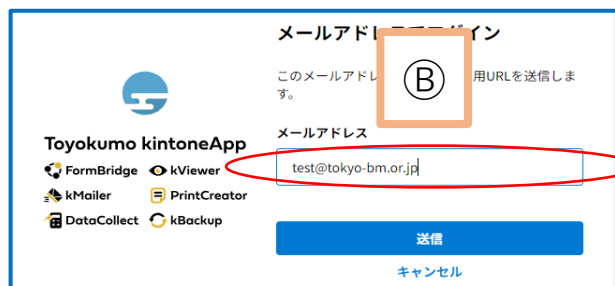 メールアドレ
グイン
このメールアドレ
用URLを送信しま
す。
Ⓑ
Toyokumo kintoneApp
FormBridge kViewer
kMailer PrintCreator
DataCollect kBackup
メールアドレス
test@tokyo-bm.or.jp
送信
キャンセル